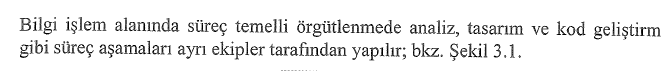 Bilgi işlem alanında süreç temelli örgütlenmede analiz, tasarım ve kod geliştirm
gibi süreç aşamaları ayrı ekipler tarafından yapılır; bkz. Şekil 3.1.